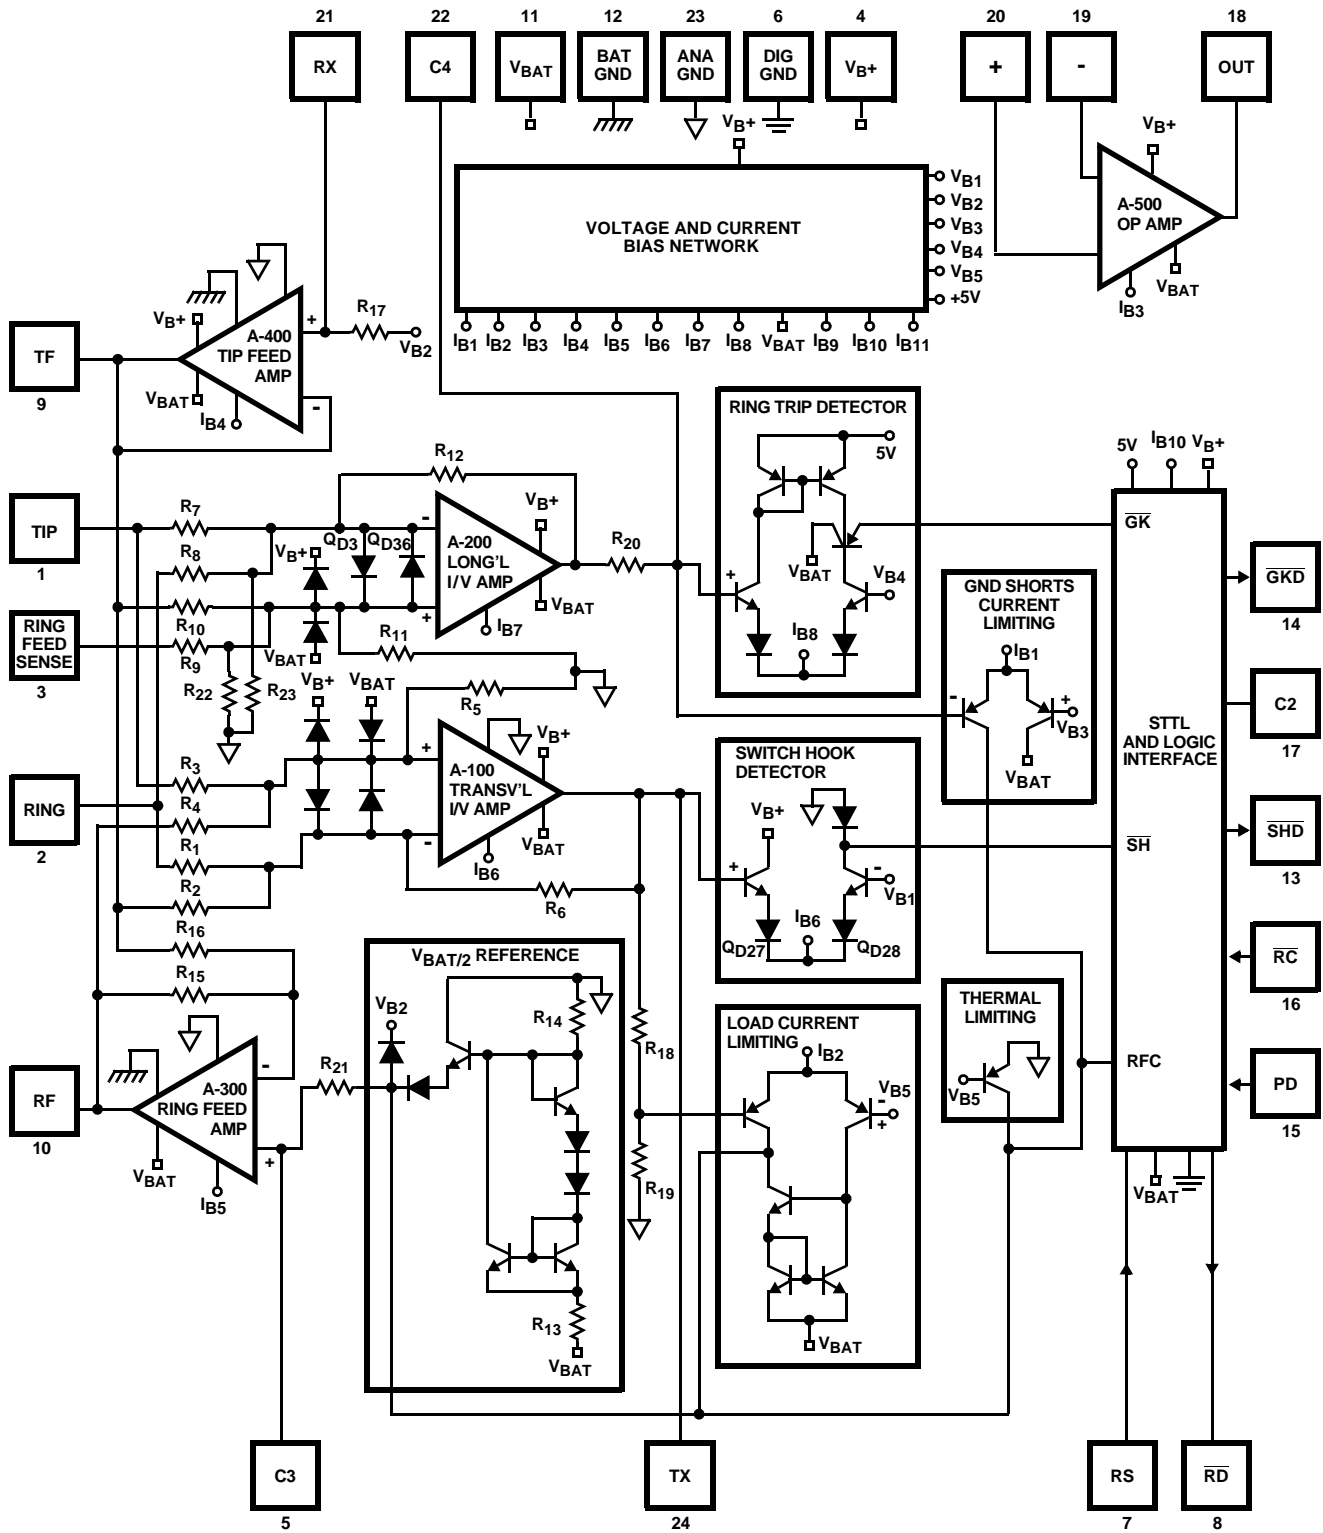 21
22
11
12
23
6
4
20
19
18
RX
C4
VBAT
BAT
GND
ANA
GND
DIG
GND
VB+
+
-
OUT
VB+
VB+
VOLTAGE AND CURRENT
BIAS NETWORK
VB1
VB2
VB3
VB4
VB5
+5V
A-500
OP AMP
VBAT
IB3
IB1
IB2
IB3
IB4
IB5
IB6
IB7
IB8
VBAT
IB9
IB10
IB11
TF
9
VB+
A-400
TIP FEED
AMP
+
-
R17
VB2
VBAT
IB4
RING TRIP DETECTOR
5V
VBAT
VB4
+
IB8
R12
TIP
1
R7
R8
R10
R9
R22
R23
VB+
QD3
QD36
VBAT
-
A-200
LONG'L
I/V AMP
+
VB+
VBAT
IB7
R20
R11
RING
FEED
SENSE
3
VB+
VBAT
R5
GND SHORTS
CURRENT
LIMITING
IB1
-
+
VB3
VBAT
5V
IB10
VB+
GK
STTL
AND LOGIC
INTERFACE
SH
RFC
VBAT
GKD
14
C2
17
SHD
13
RC
16
PD
15
RING
2
R3
R4
R1
R2
R16
R15
+
A-100
TRANSV'L
I/V AMP
-
VB+
VBAT
IB6
R6
SWITCH HOOK
DETECTOR
VB+
+
-
VB1
IB6
QD27
QD28
VBAT/2 REFERENCE
VB2
R14
R13
VBAT
R18
R19
LOAD CURRENT
LIMITING
IB2
-
VB5
+
VBAT
THERMAL
LIMITING
VB5
RF
10
A-300
RING FEED
AMP
-
+
VBAT
IB5
R21
C3
5
TX
24
RS
7
RD
8